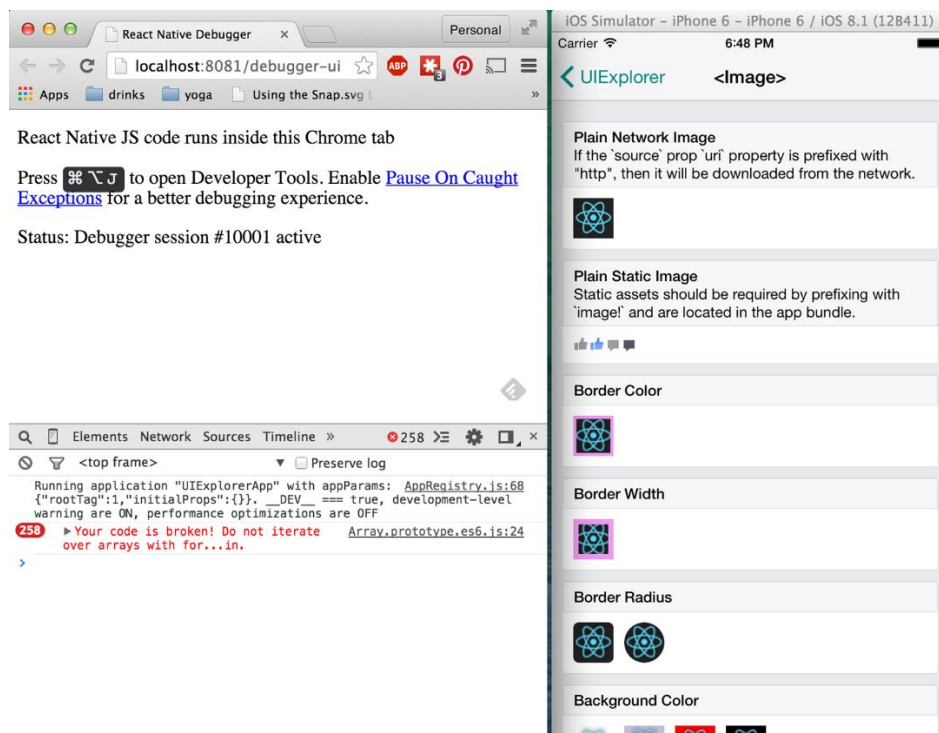 React Native Debugger
Personal
localhost:8081/debugger-ui
ABP
3
Apps drinks yoga Using the Snap.svg »
React Native JS code runs inside this Chrome tab
Press ⌘⌥J to open Developer Tools. Enable Pause On Caught
Exceptions for a better debugging experience.
Status: Debugger session #10001 active
Elements Network Sources Timeline » 258
<top frame> Preserve log
Running application "UIExplorerApp" with appParams: AppRegistry.js:68
{"rootTag":1,"initialProps":{}}. __DEV__ === true, development-level
warning are ON, performance optimizations are OFF
258 Your code is broken! Do not iterate Array.prototype.es6.js:24
over arrays with for...in.
iOS Simulator – iPhone 6 – iPhone 6 / iOS 8.1 (12B411)
Carrier 6:48 PM
UIExplorer <Image>
Plain Network Image
If the `source` prop `uri` property is prefixed with
"http", then it will be downloaded from the network.
Plain Static Image
Static assets should be required by prefixing with
`image!` and are located in the app bundle.
Border Color
Border Width
Border Radius
Background Color